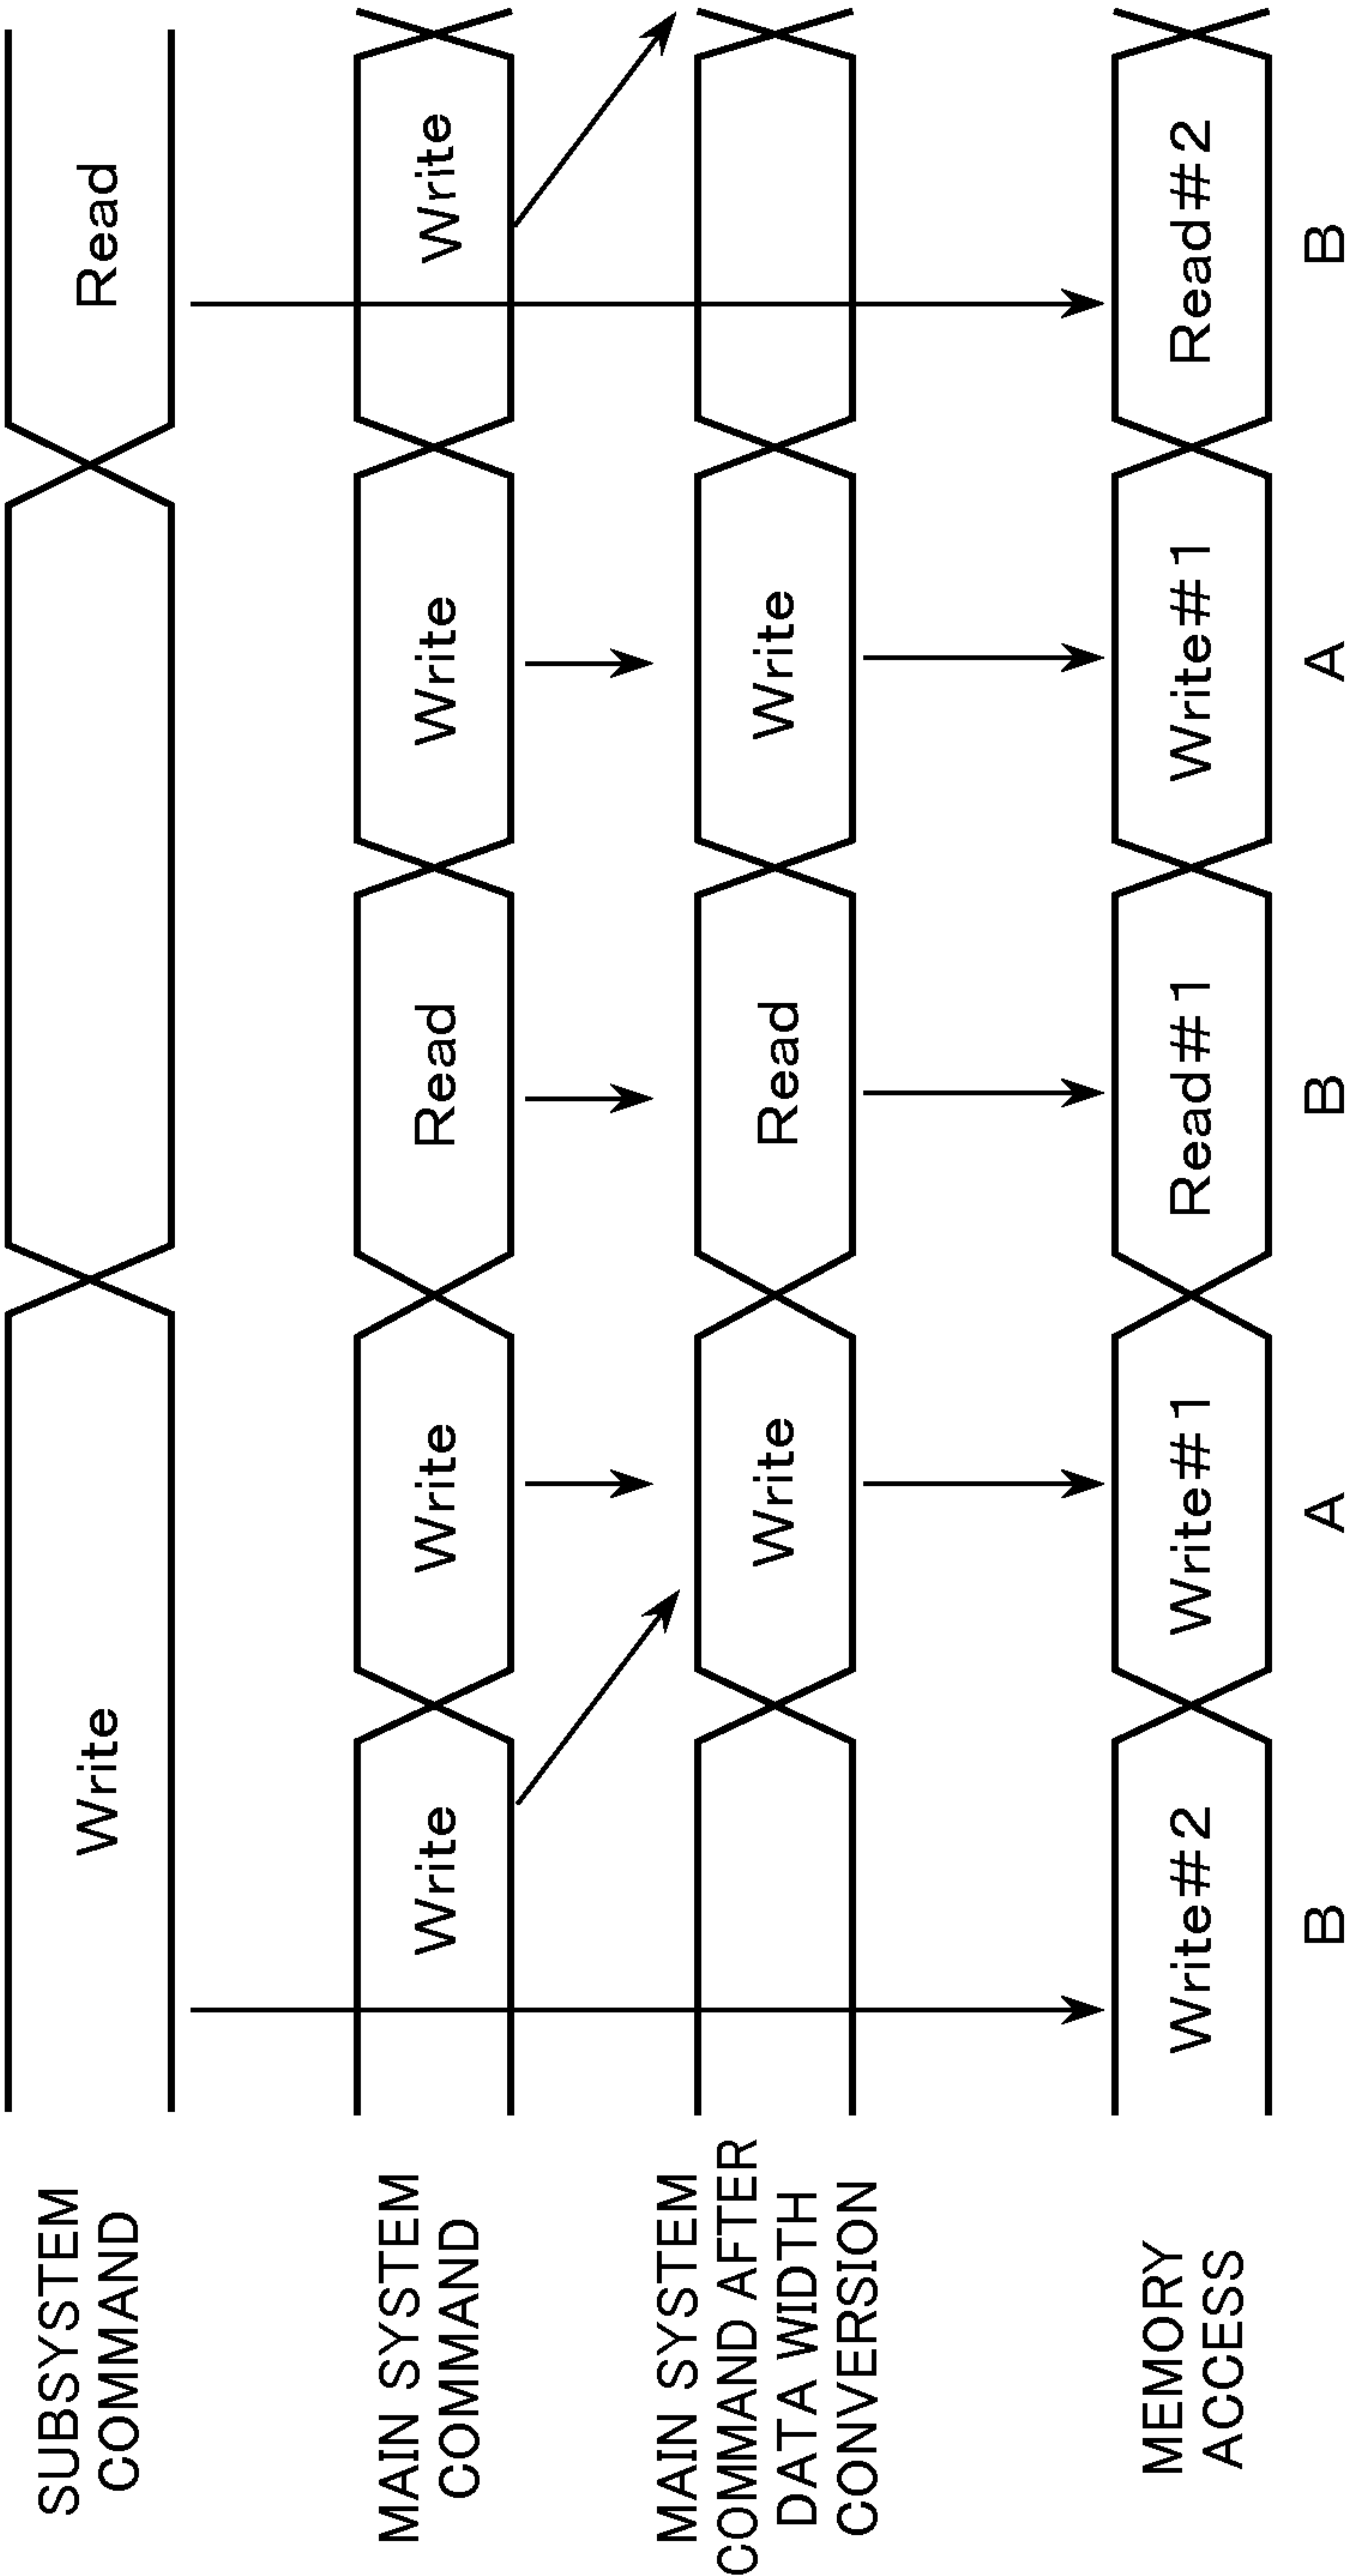 SUBSYSTEM
COMMAND
Write
Read
MAIN SYSTEM
COMMAND
Write
Write
Read
Write
Write
MAIN SYSTEM
COMMAND AFTER
DATA WIDTH
CONVERSION
Write
Read
Write
MEMORY
ACCESS
Write#2
Write#1
Read#1
Write#1
Read#2
B
A
B
A
B